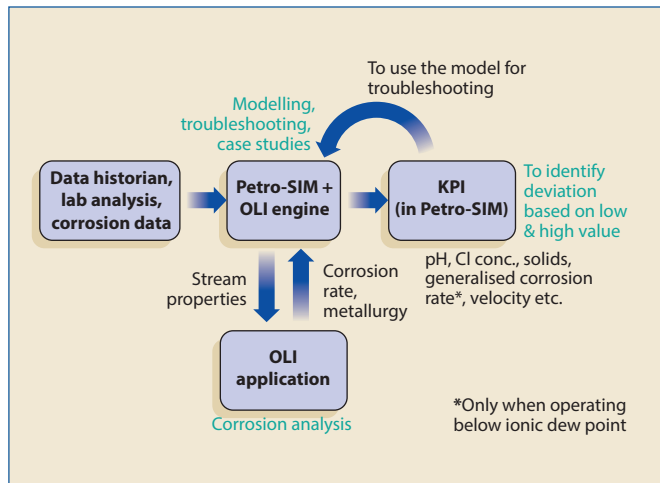 To use the model for
troubleshooting
Modelling,
troubleshooting,
case studies
Data historian,
lab analysis,
corrosion data
Petro-SIM +
OLI engine
KPI
(in Petro-SIM)
To identify
deviation
based on low
& high value
pH, Cl conc., solids,
generalised corrosion
rate*, velocity etc.
Stream
properties
Corrosion
rate,
metallurgy
OLI
application
Corrosion analysis
*Only when operating
below ionic dew point